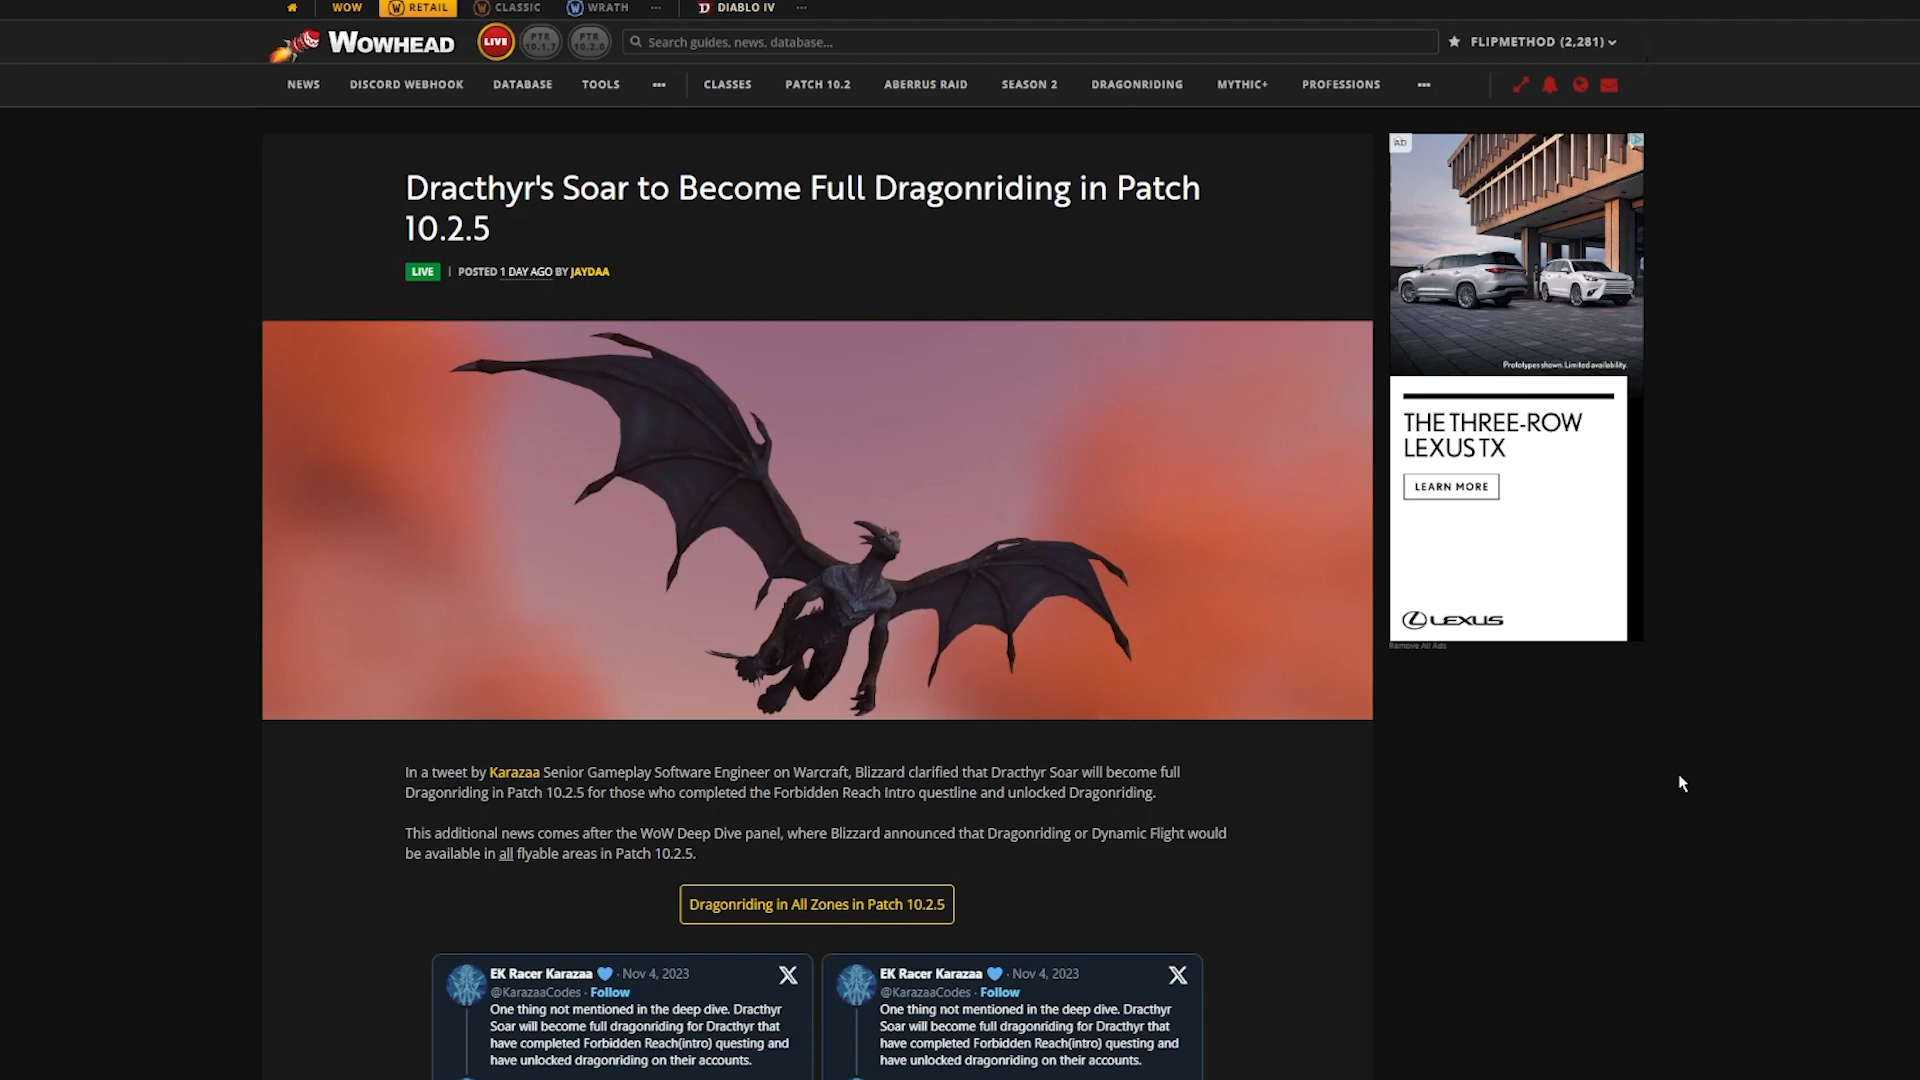 WOW RETAIL CLASSIC WRATH ... DIABLO IV ...
WOWHEAD LIVE PTR 10.1.7 PTR 10.2.0 Search guides, news, database... FLIPMETHOD (2,281)
NEWS DISCORD WEBHOOK DATABASE TOOLS ... CLASSES PATCH 10.2 ABERRUS RAID SEASON 2 DRAGONRIDING MYTHIC+ PROFESSIONS ...
Dracthyr's Soar to Become Full Dragonriding in Patch
10.2.5
LIVE | POSTED 1 DAY AGO BY JAYDAA
AD
Prototypes shown. Limited availability.
THE THREE-ROW
LEXUS TX
LEARN MORE
LEXUS
Remove All Ads
In a tweet by Karazaa Senior Gameplay Software Engineer on Warcraft, Blizzard clarified that Dracthyr Soar will become full
Dragonriding in Patch 10.2.5 for those who completed the Forbidden Reach Intro questline and unlocked Dragonriding.
This additional news comes after the WoW Deep Dive panel, where Blizzard announced that Dragonriding or Dynamic Flight would
be available in all flyable areas in Patch 10.2.5.
Dragonriding in All Zones in Patch 10.2.5
EK Racer Karazaa 💙 · Nov 4, 2023
@KarazaaCodes · Follow
One thing not mentioned in the deep dive. Dracthyr
Soar will become full dragonriding for Dracthyr that
have completed Forbidden Reach(intro) questing and
have unlocked dragonriding on their accounts.
EK Racer Karazaa 💙 · Nov 4, 2023
@KarazaaCodes · Follow
One thing not mentioned in the deep dive. Dracthyr
Soar will become full dragonriding for Dracthyr that
have completed Forbidden Reach(intro) questing and
have unlocked dragonriding on their accounts.